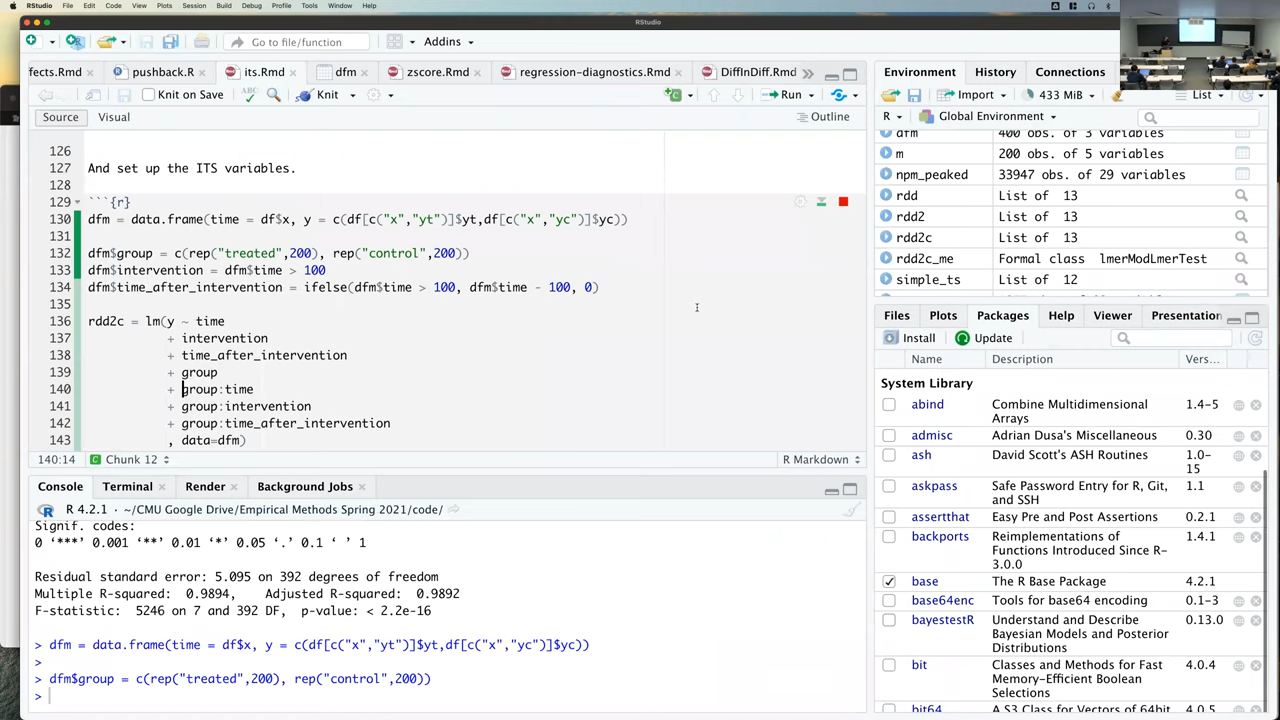 RStudio File Edit Code View Plots Session Build Debug Profile Tools Window Help
RStudio
Go to file/function Addins
fects.Rmd pushback.R its.Rmd dfm zscore.Rmd regression-diagnostics.Rmd DiffInDiff.Rmd
Knit on Save ABC Knit Run
Source Visual Outline
126
127 And set up the ITS variables.
128
129 ```{r}
130 dfm = data.frame(time = df$x, y = c(df[c("x","yt")]$yt,df[c("x","yc")]$yc))
131
132 dfm$group = c(rep("treated",200), rep("control",200))
133 dfm$intervention = dfm$time > 100
134 dfm$time_after_intervention = ifelse(dfm$time > 100, dfm$time - 100, 0)
135
136 rdd2c = lm(y ~ time
137 + intervention
138 + time_after_intervention
139 + group
140 + group:time
141 + group:intervention
142 + group:time_after_intervention
143 , data=dfm)
140:14 Chunk 12 R Markdown
Console Terminal Render Background Jobs
R 4.2.1 · ~/CMU Google Drive/Empirical Methods Spring 2021/code/
Signif. codes:
0 ‘***’ 0.001 ‘**’ 0.01 ‘*’ 0.05 ‘.’ 0.1 ‘ ’ 1
Residual standard error: 5.095 on 392 degrees of freedom
Multiple R-squared: 0.9894, Adjusted R-squared: 0.9892
F-statistic: 5246 on 7 and 392 DF, p-value: < 2.2e-16
> dfm = data.frame(time = df$x, y = c(df[c("x","yt")]$yt,df[c("x","yc")]$yc))
>
> dfm$group = c(rep("treated",200), rep("control",200))
>
Environment History Connections
Import 433 MiB List
R Global Environment
dfm 400 obs. of 3 variables
m 200 obs. of 5 variables
npm_peaked 33947 obs. of 29 variables
rdd List of 13
rdd2 List of 13
rdd2c List of 13
rdd2c_me Formal class lmerModLmerTest
simple_ts List of 12
Files Plots Packages Help Viewer Presentation
Install Update
Name Description Vers...
System Library
abind Combine Multidimensional Arrays 1.4-5
admisc Adrian Dusa's Miscellaneous 0.30
ash David Scott's ASH Routines 1.0-15
askpass Safe Password Entry for R, Git, and SSH 1.1
assertthat Easy Pre and Post Assertions 0.2.1
backports Reimplementations of Functions Introduced Since R-3.0.0 1.4.1
base The R Base Package 4.2.1
base64enc Tools for base64 encoding 0.1-3
bayestestR Understand and Describe Bayesian Models and Posterior Distributions 0.13.0
bit Classes and Methods for Fast Memory-Efficient Boolean Selections 4.0.4
bit64 A S3 Class for Vectors of 64bit 4.0.5